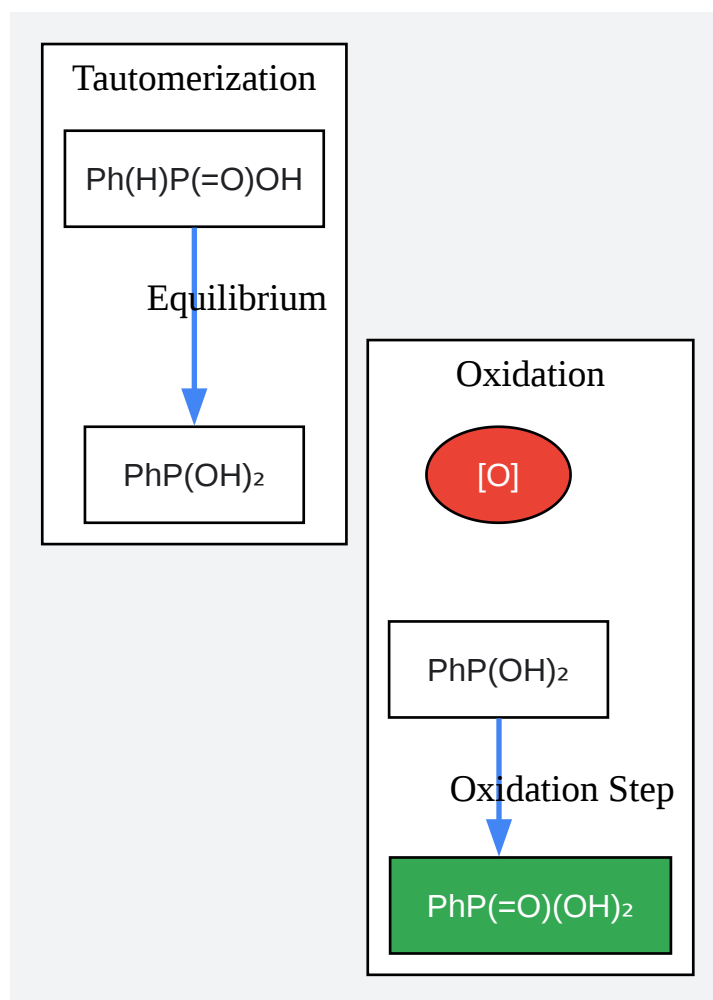 Tautomerization
Ph(H)P(=O)OH
Equilibrium
PhP(OH)₂
Oxidation
[O]
PhP(OH)₂
Oxidation Step
PhP(=O)(OH)₂